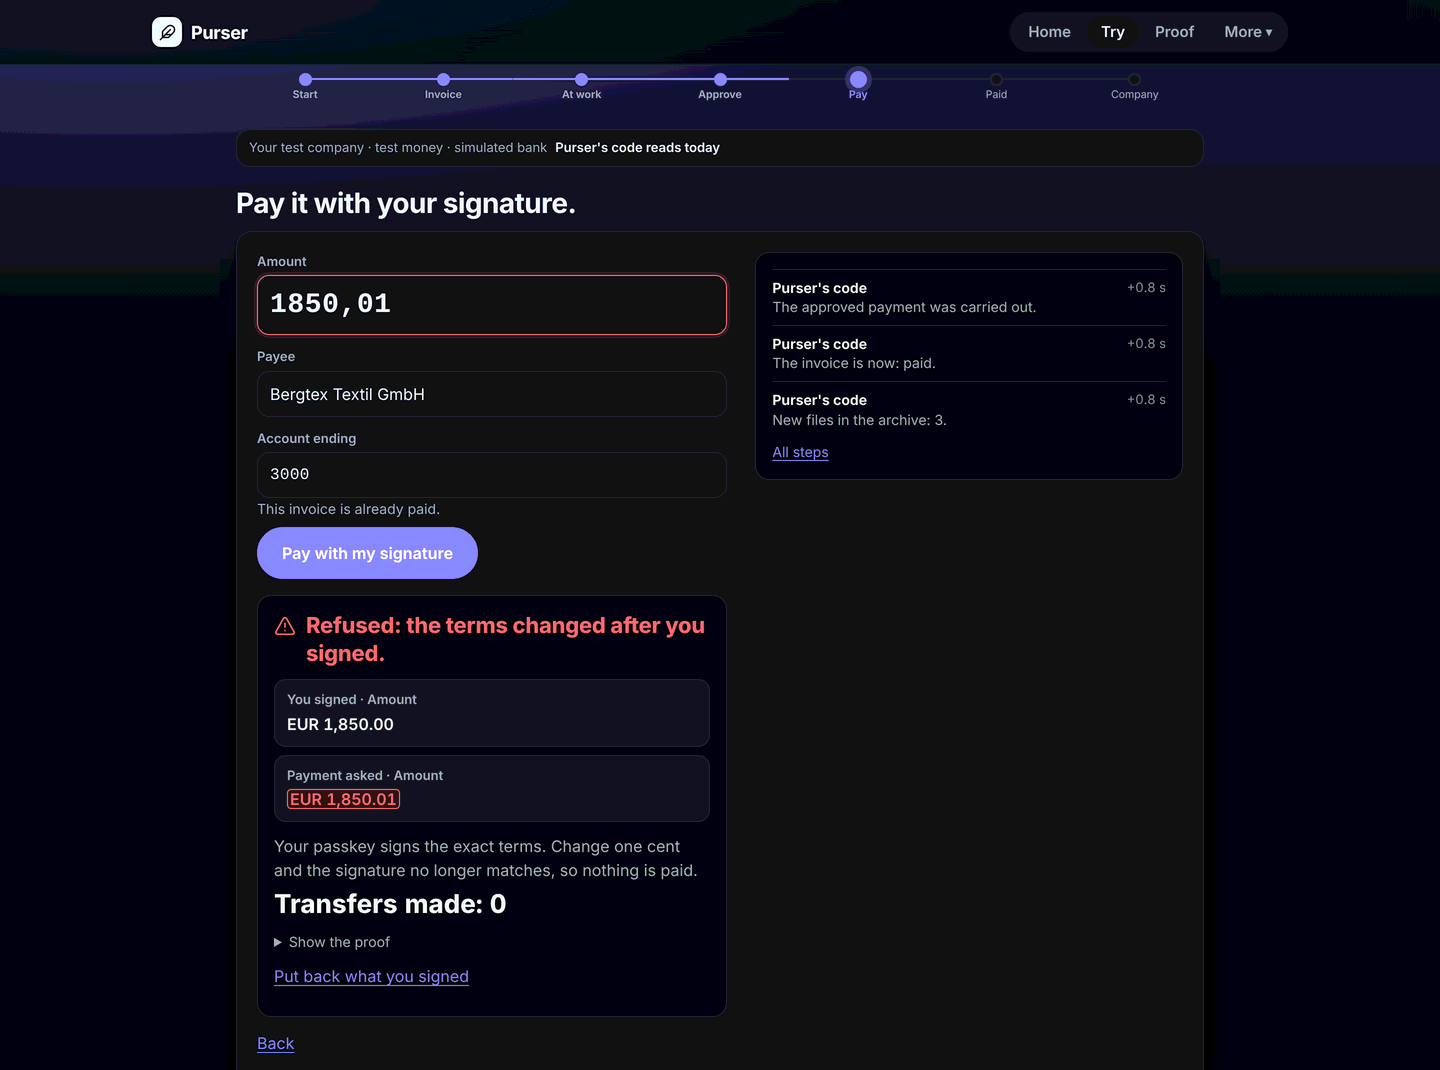 Purser
Home Try Proof More ▾
Start Invoice At work Approve Pay Paid Company
Your test company · test money · simulated bank Purser's code reads today
Pay it with your signature.
Amount
1850,01
Payee
Bergtex Textil GmbH
Account ending
3000
This invoice is already paid.
Pay with my signature
Refused: the terms changed after you
signed.
You signed · Amount
EUR 1,850.00
Payment asked · Amount
EUR 1,850.01
Your passkey signs the exact terms. Change one cent
and the signature no longer matches, so nothing is paid.
Transfers made: 0
▶ Show the proof
Put back what you signed
Back
Purser's code +0.8 s
The approved payment was carried out.
Purser's code +0.8 s
The invoice is now: paid.
Purser's code +0.8 s
New files in the archive: 3.
All steps